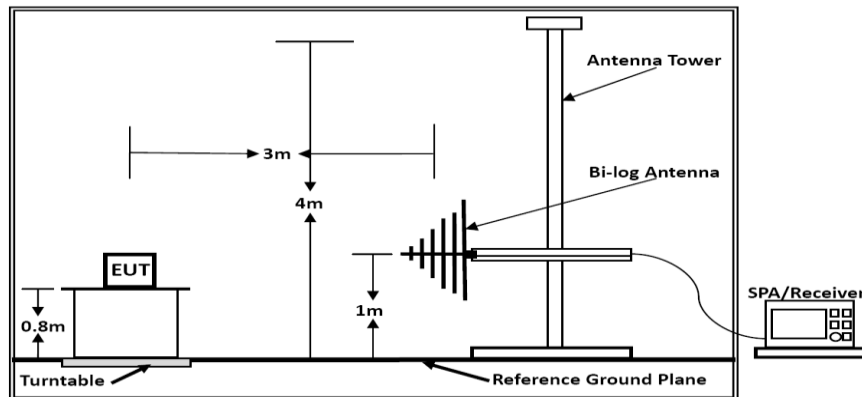 Antenna Tower
3m
Bi-log Antenna
4m
EUT
1m
SPA/Receiver
0.8m
Turntable
Reference Ground Plane